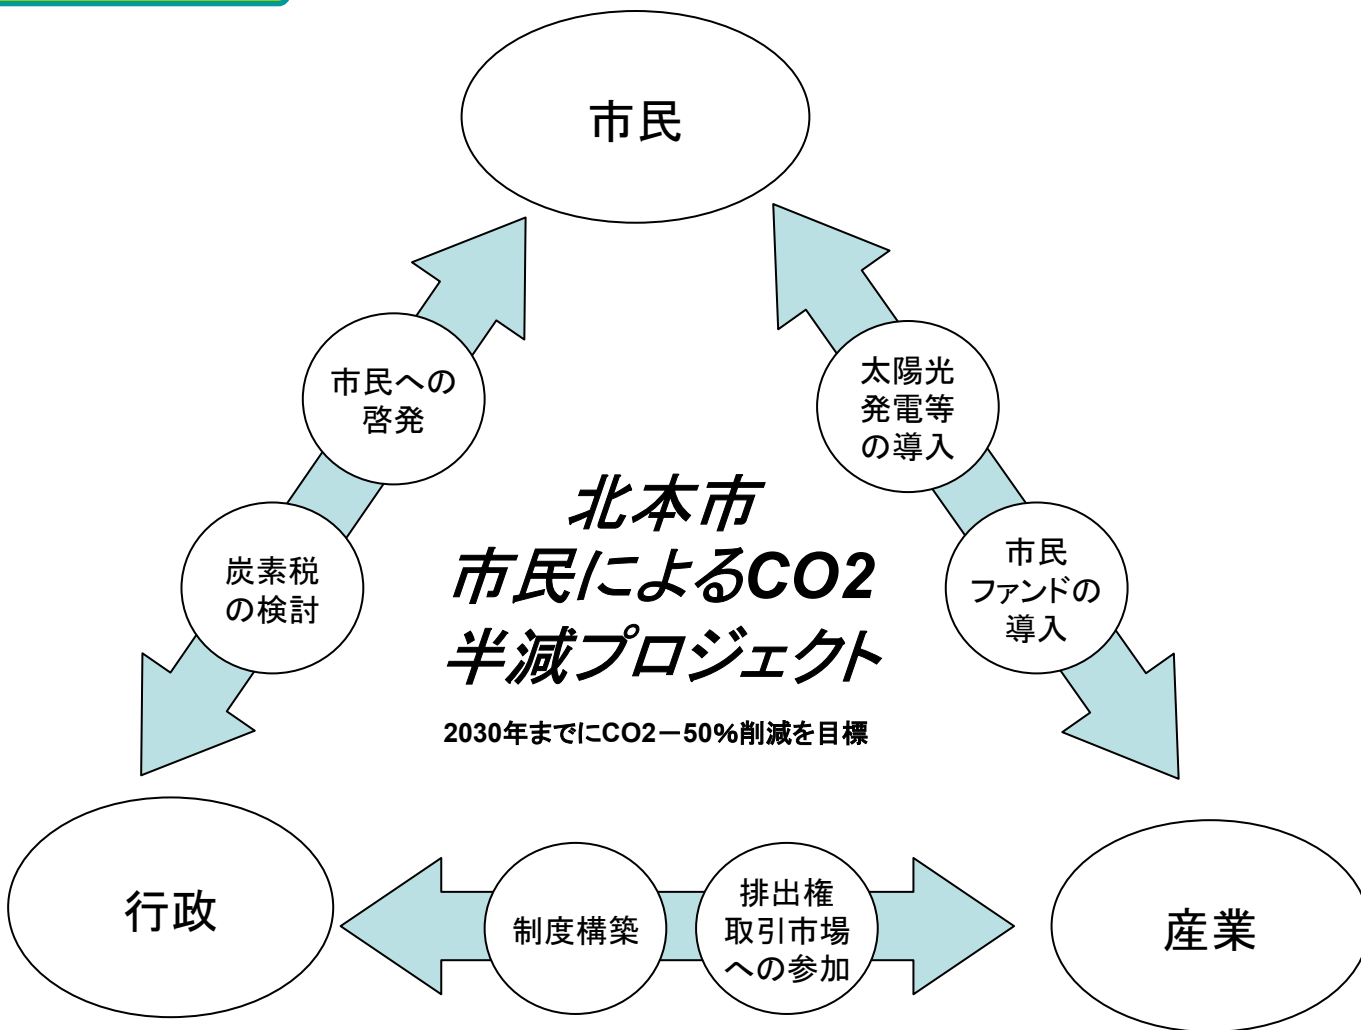 市民
市民への
啓発
太陽光
発電等
の導入
北本市
市民によるCO2
半減プロジェクト
2030年までにCO2－50%削減を目標
炭素税
の検討
市民
ファンドの
導入
行政
制度構築
排出権
取引市場
への参加
産業